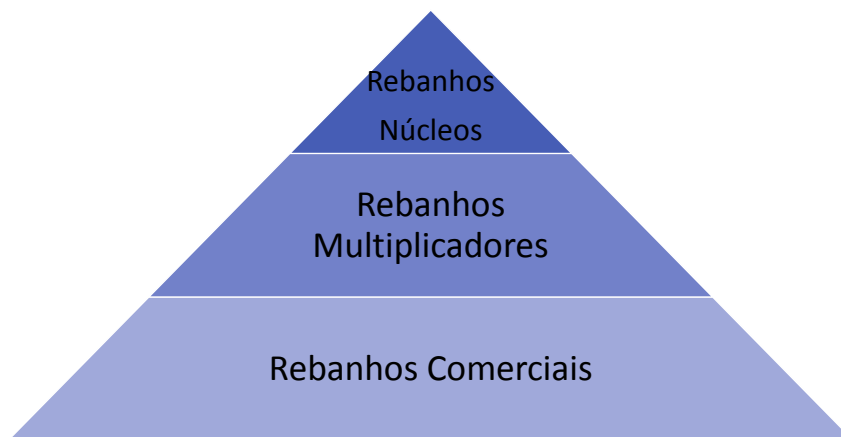 Rebanhos
Núcleos
Rebanhos
Multiplicadores
Rebanhos Comerciais